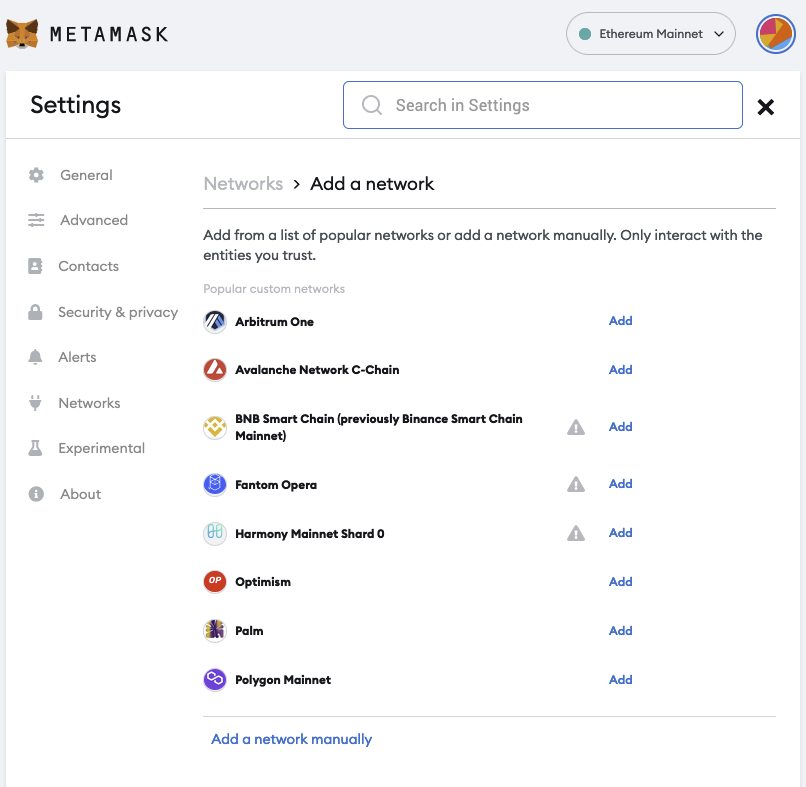 METAMASK
Ethereum Mainnet
Settings
Search in Settings
General
Advanced
Contacts
Security & privacy
Alerts
Networks
Experimental
About
Networks > Add a network
Add from a list of popular networks or add a network manually. Only interact with the
entities you trust.
Popular custom networks
Arbitrum One Add
Avalanche Network C-Chain Add
BNB Smart Chain (previously Binance Smart Chain
Mainnet) Add
Fantom Opera Add
Harmony Mainnet Shard 0 Add
OP Optimism Add
Palm Add
Polygon Mainnet Add
Add a network manually